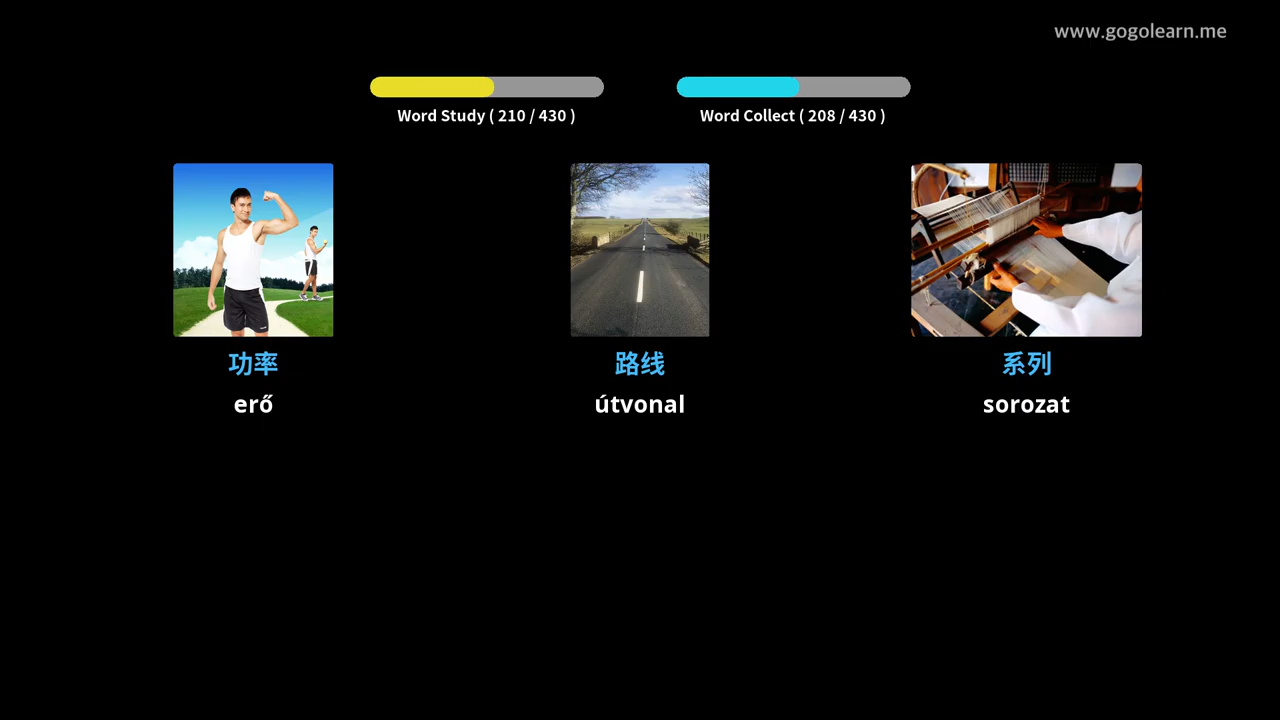 www.gogolearn.me
Word Study ( 210 / 430 )
Word Collect ( 208 / 430 )
功率
路线
系列
erő
útvonal
sorozat